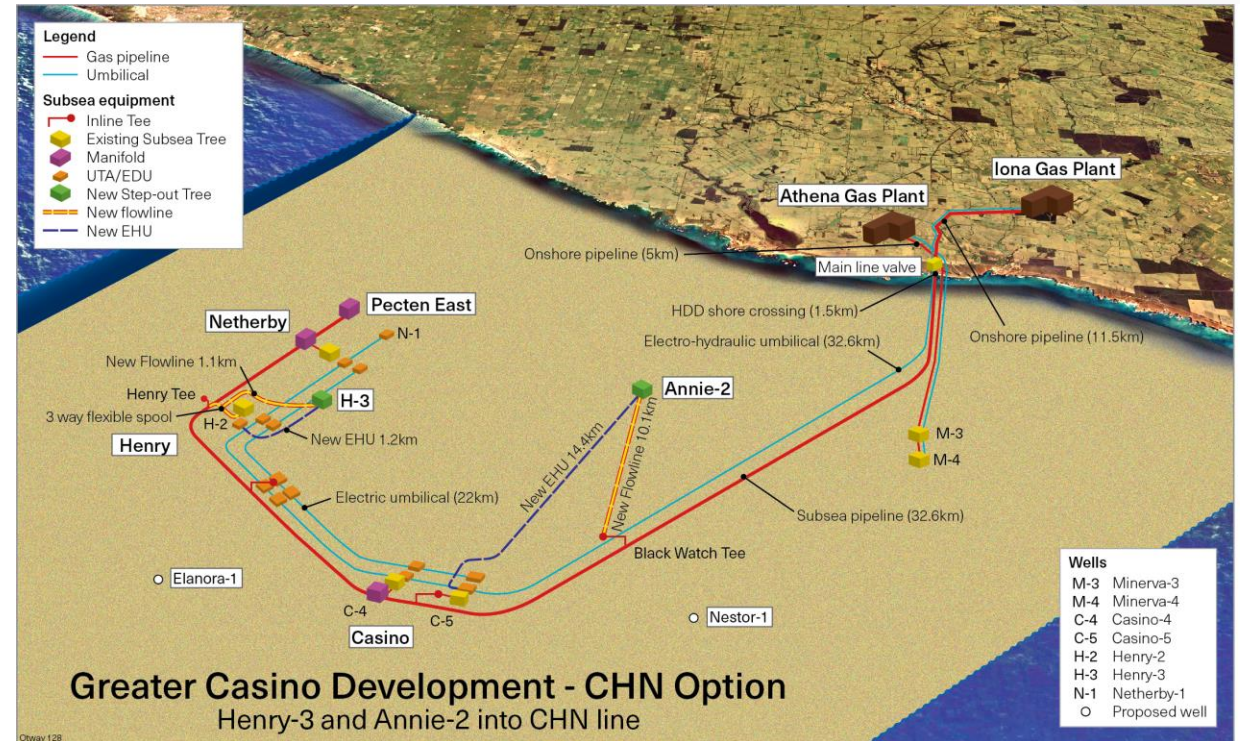 Legend
Gas pipeline
Umbilical
Subsea equipment
Inline Tee
Existing Subsea Tree
Manifold
UTA/EDU
New Step-out Tree
New flowline
New EHU
Iona Gas Plant
Athena Gas Plant
Onshore pipeline (5km)
Main line valve
HDD shore crossing (1.5km)
Onshore pipeline (11.5km)
Electro-hydraulic umbilical (32.6km)
Pecten East
Netherby
N-1
New Flowline 1.1km
Henry Tee
3 way flexible spool
H-2
H-3
Henry
New EHU 1.2km
Annie-2
New EHU 14.4km
New Flowline 10.1km
M-3
M-4
Electric umbilical (22km)
Subsea pipeline (32.6km)
Black Watch Tee
Elanora-1
C-4
C-5
Casino
Nestor-1
Wells
M-3 Minerva-3
M-4 Minerva-4
C-4 Casino-4
C-5 Casino-5
H-2 Henry-2
H-3 Henry-3
N-1 Netherby-1
Proposed well
Greater Casino Development - CHN Option
Henry-3 and Annie-2 into CHN line
Otway 128